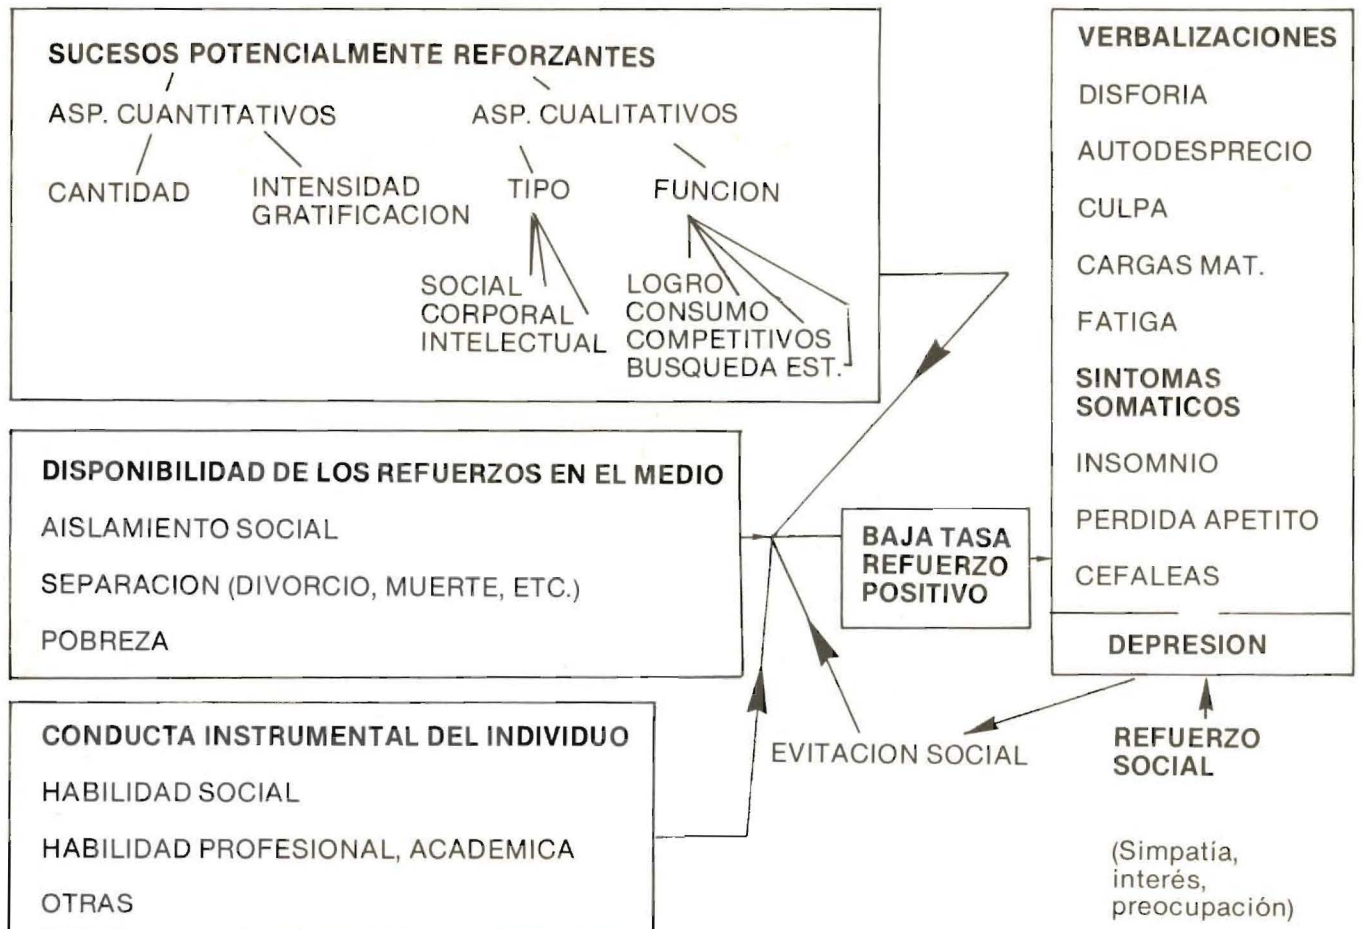 SUCESOS POTENCIALMENTE REFORZANTES
ASP. CUANTITATIVOS
ASP. CUALITATIVOS
CANTIDAD
INTENSIDAD
GRATIFICACION
TIPO
FUNCION
SOCIAL
CORPORAL
INTELECTUAL
LOGRO
CONSUMO
COMPETITIVOS
BUSQUEDA EST.
DISPONIBILIDAD DE LOS REFUERZOS EN EL MEDIO
AISLAMIENTO SOCIAL
SEPARACION (DIVORCIO, MUERTE, ETC.)
POBREZA
CONDUCTA INSTRUMENTAL DEL INDIVIDUO
HABILIDAD SOCIAL
HABILIDAD PROFESIONAL, ACADEMICA
OTRAS
BAJA TASA
REFUERZO
POSITIVO
EVITACION SOCIAL
VERBALIZACIONES
DISFORIA
AUTODESPRECIO
CULPA
CARGAS MAT.
FATIGA
SINTOMAS
SOMATICOS
INSOMNIO
PERDIDA APETITO
CEFALEAS
DEPRESION
REFUERZO
SOCIAL
(Simpatía,
interés,
preocupación)